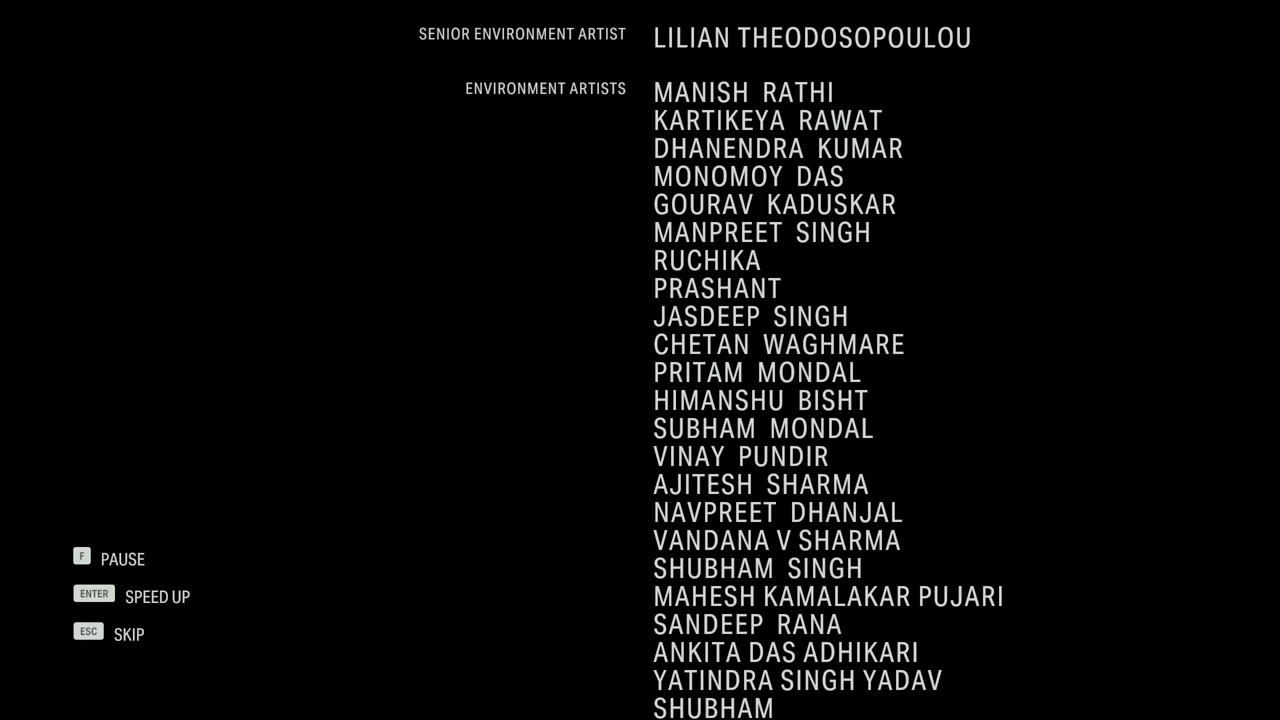 SENIOR ENVIRONMENT ARTIST LILIAN THEODOSOPOULOU
ENVIRONMENT ARTISTS MANISH RATHI
KARTIKEYA RAWAT
DHANENDRA KUMAR
MONOMOY DAS
GOURAV KADUSKAR
MANPREET SINGH
RUCHIKA
PRASHANT
JASDEEP SINGH
CHETAN WAGHMARE
PRITAM MONDAL
HIMANSHU BISHT
SUBHAM MONDAL
VINAY PUNDIR
AJITESH SHARMA
NAVPREET DHANJAL
VANDANA V SHARMA
SHUBHAM SINGH
MAHESH KAMALAKAR PUJARI
SANDEEP RANA
ANKITA DAS ADHIKARI
YATINDRA SINGH YADAV
SHUBHAM
F PAUSE
ENTER SPEED UP
ESC SKIP